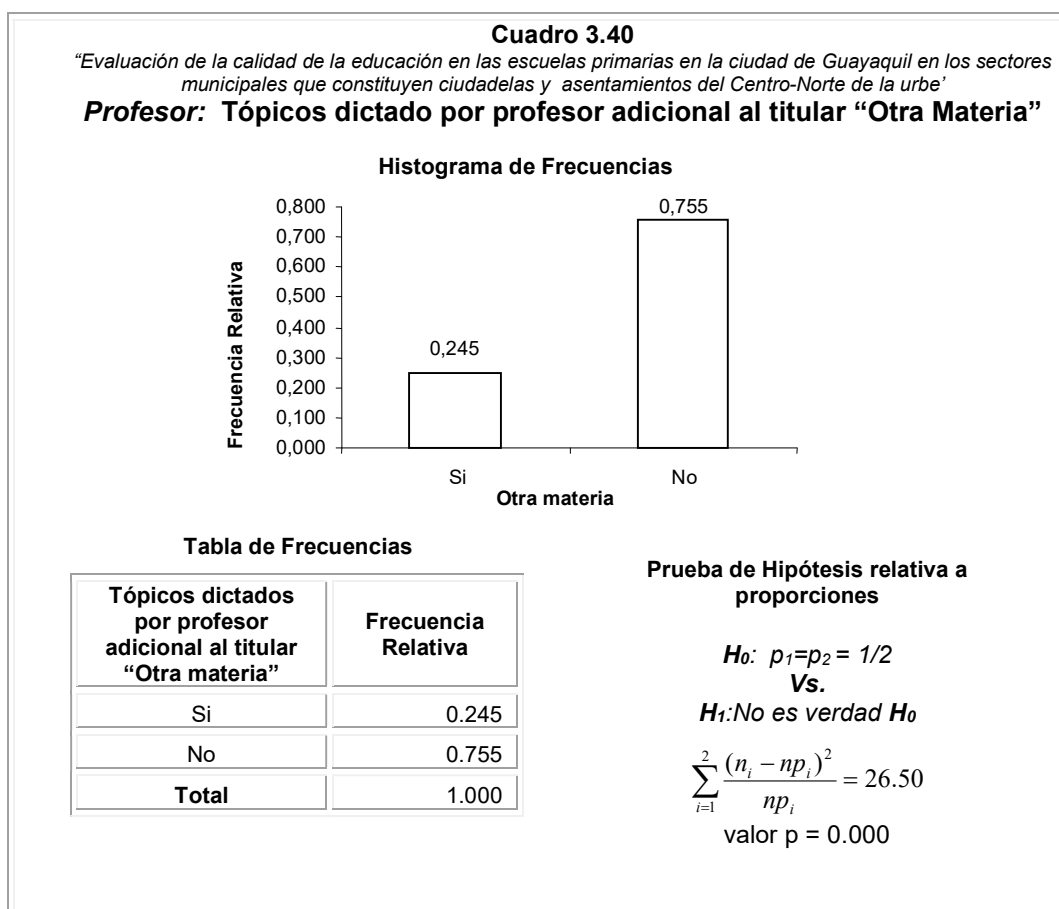 Cuadro 3.40
“Evaluación de la calidad de la educación en las escuelas primarias en la ciudad de Guayaquil en los sectores
municipales que constituyen ciudadelas y asentamientos del Centro-Norte de la urbe’
Profesor: Tópicos dictado por profesor adicional al titular “Otra Materia”
Histograma de Frecuencias
Frecuencia Relativa
0,800
0,700
0,600
0,500
0,400
0,300
0,200
0,100
0,000
0,245
0,755
Si No
Otra materia
Tabla de Frecuencias
Tópicos dictados
por profesor
adicional al titular
“Otra materia”
Frecuencia
Relativa
Si 0.245
No 0.755
Total 1.000
Prueba de Hipótesis relativa a
proporciones
H₀: p₁=p₂ = 1/2
Vs.
H₁:No es verdad H₀
∑_{i=1}^{2} (n_i − np_i)² / np_i = 26.50
valor p = 0.000